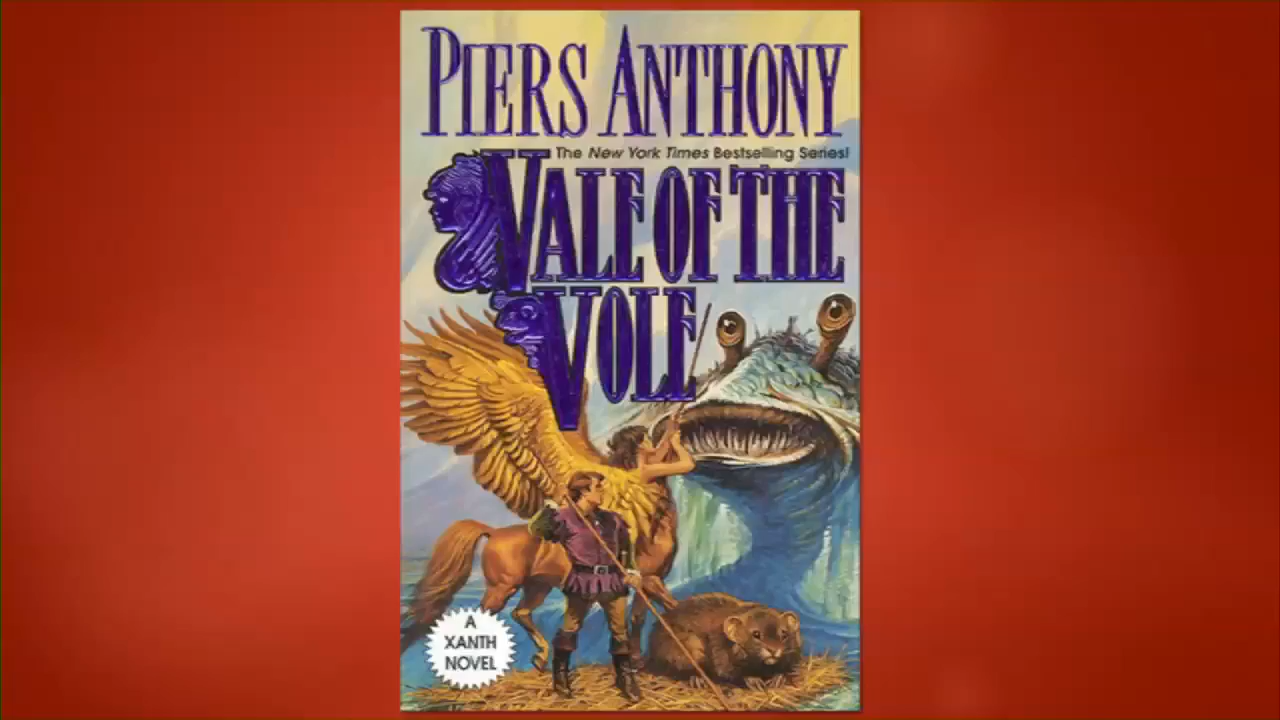 PIERS ANTHONY
The New York Times Bestselling Series!
VALE OF THE
VOLE
A
XANTH
NOVEL